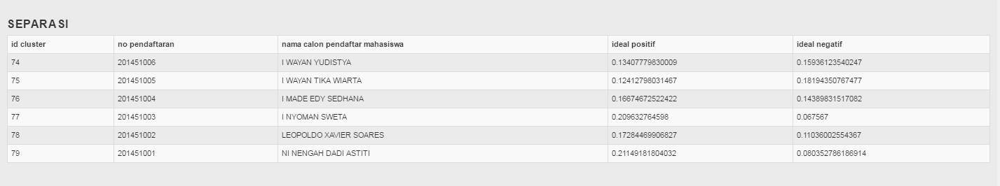 SEPARASI
id cluster no pendaftaran nama calon pendaftar mahasiswa ideal positif ideal negatif
74 201451006 I WAYAN YUDISTYA 0.13407779830009 0.15936123540247
75 201451005 I WAYAN TIKA WIARTA 0.12412798031467 0.18194350767477
76 201451004 I MADE EDY SEDHANA 0.16674672522422 0.14389831517082
77 201451003 I NYOMAN SWETA 0.209632764598 0.067567
78 201451002 LEOPOLDO XAVIER SOARES 0.17284469906827 0.11036002554367
79 201451001 NI NENGAH DADI ASTITI 0.21149181804032 0.080352786186914